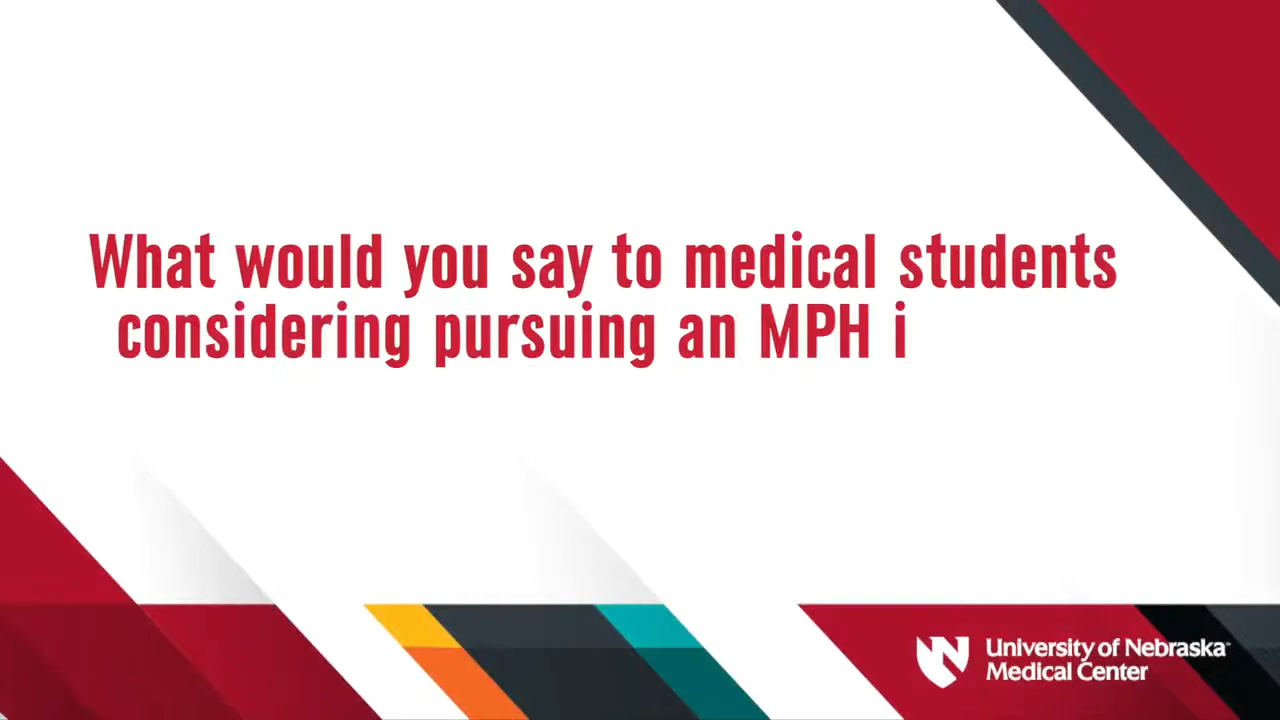 What would you say to medical students
considering pursuing an MPH i
University of Nebraska
Medical Center